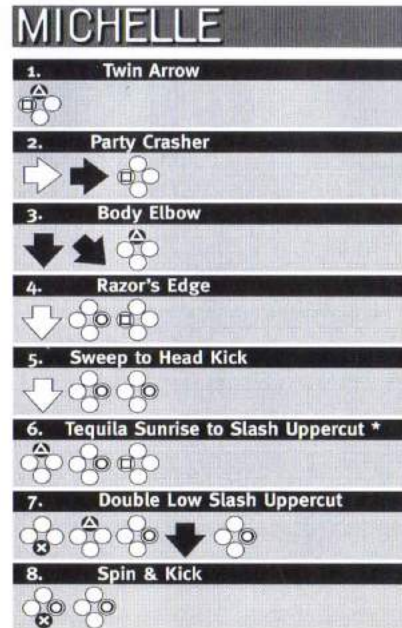 MICHELLE
1. Twin Arrow
2. Party Crasher
3. Body Elbow
4. Razor's Edge
5. Sweep to Head Kick
6. Tequila Sunrise to Slash Uppercut *
7. Double Low Slash Uppercut
8. Spin & Kick